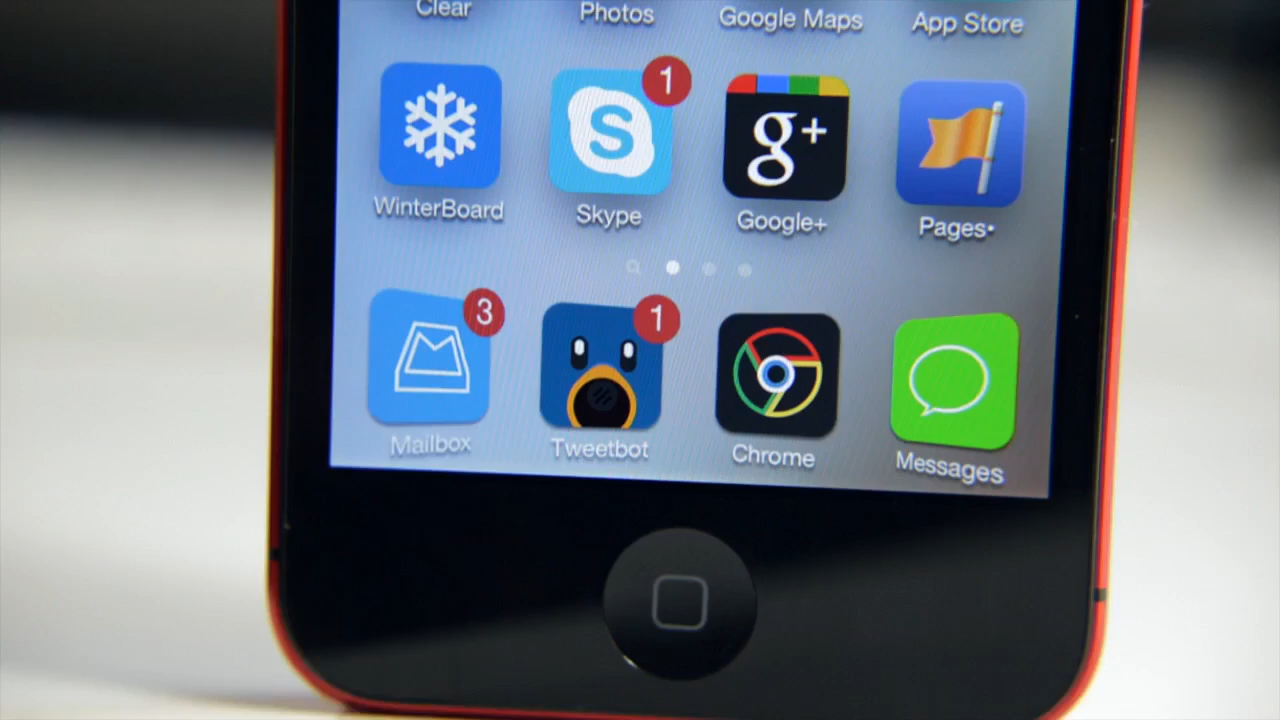 Clear Photos Google Maps App Store
1
S g+
WinterBoard Skype Google+ Pages•
3 1
Mailbox Tweetbot Chrome Messages